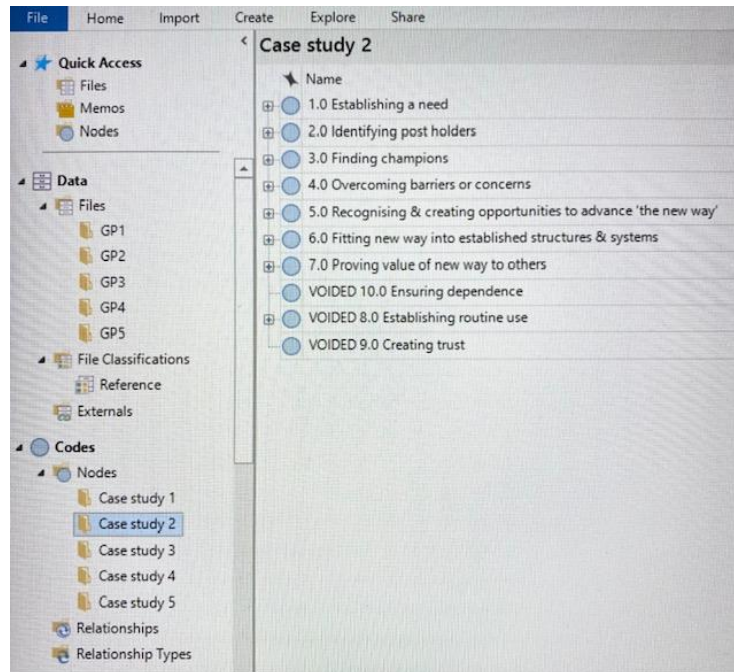 File Home Import Create Explore Share
Quick Access
Files
Memos
Nodes
Data
Files
GP1
GP2
GP3
GP4
GP5
File Classifications
Reference
Externals
Codes
Nodes
Case study 1
Case study 2
Case study 3
Case study 4
Case study 5
Relationships
Relationship Types
Case study 2
Name
1.0 Establishing a need
2.0 Identifying post holders
3.0 Finding champions
4.0 Overcoming barriers or concerns
5.0 Recognising & creating opportunities to advance 'the new way'
6.0 Fitting new way into established structures & systems
7.0 Proving value of new way to others
VOIDED 10.0 Ensuring dependence
VOIDED 8.0 Establishing routine use
VOIDED 9.0 Creating trust